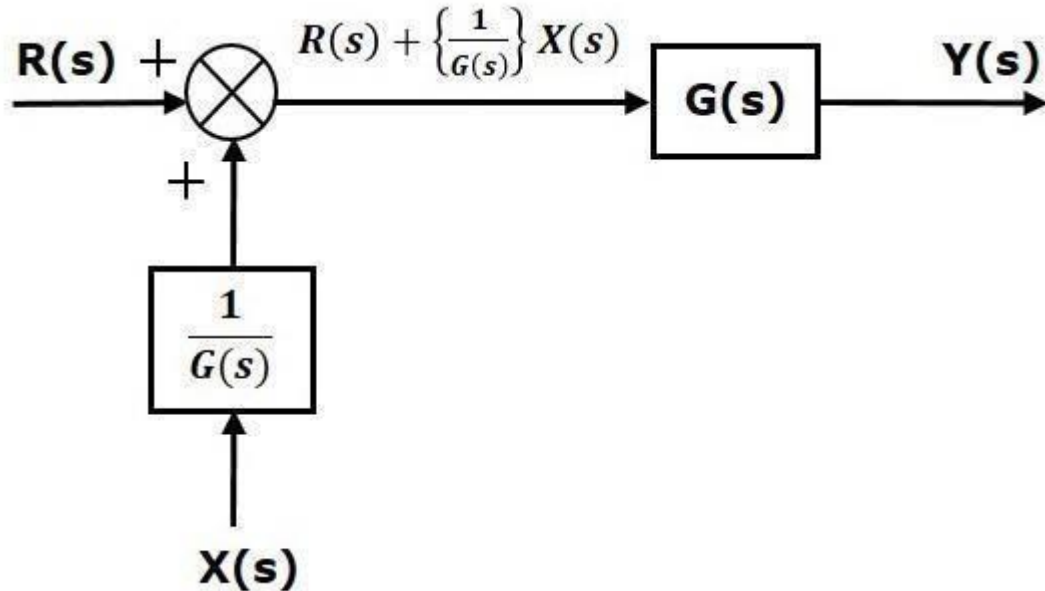 R(s) +
R(s) + {1/G(s)} X(s)
G(s)
Y(s)
+
1/G(s)
X(s)